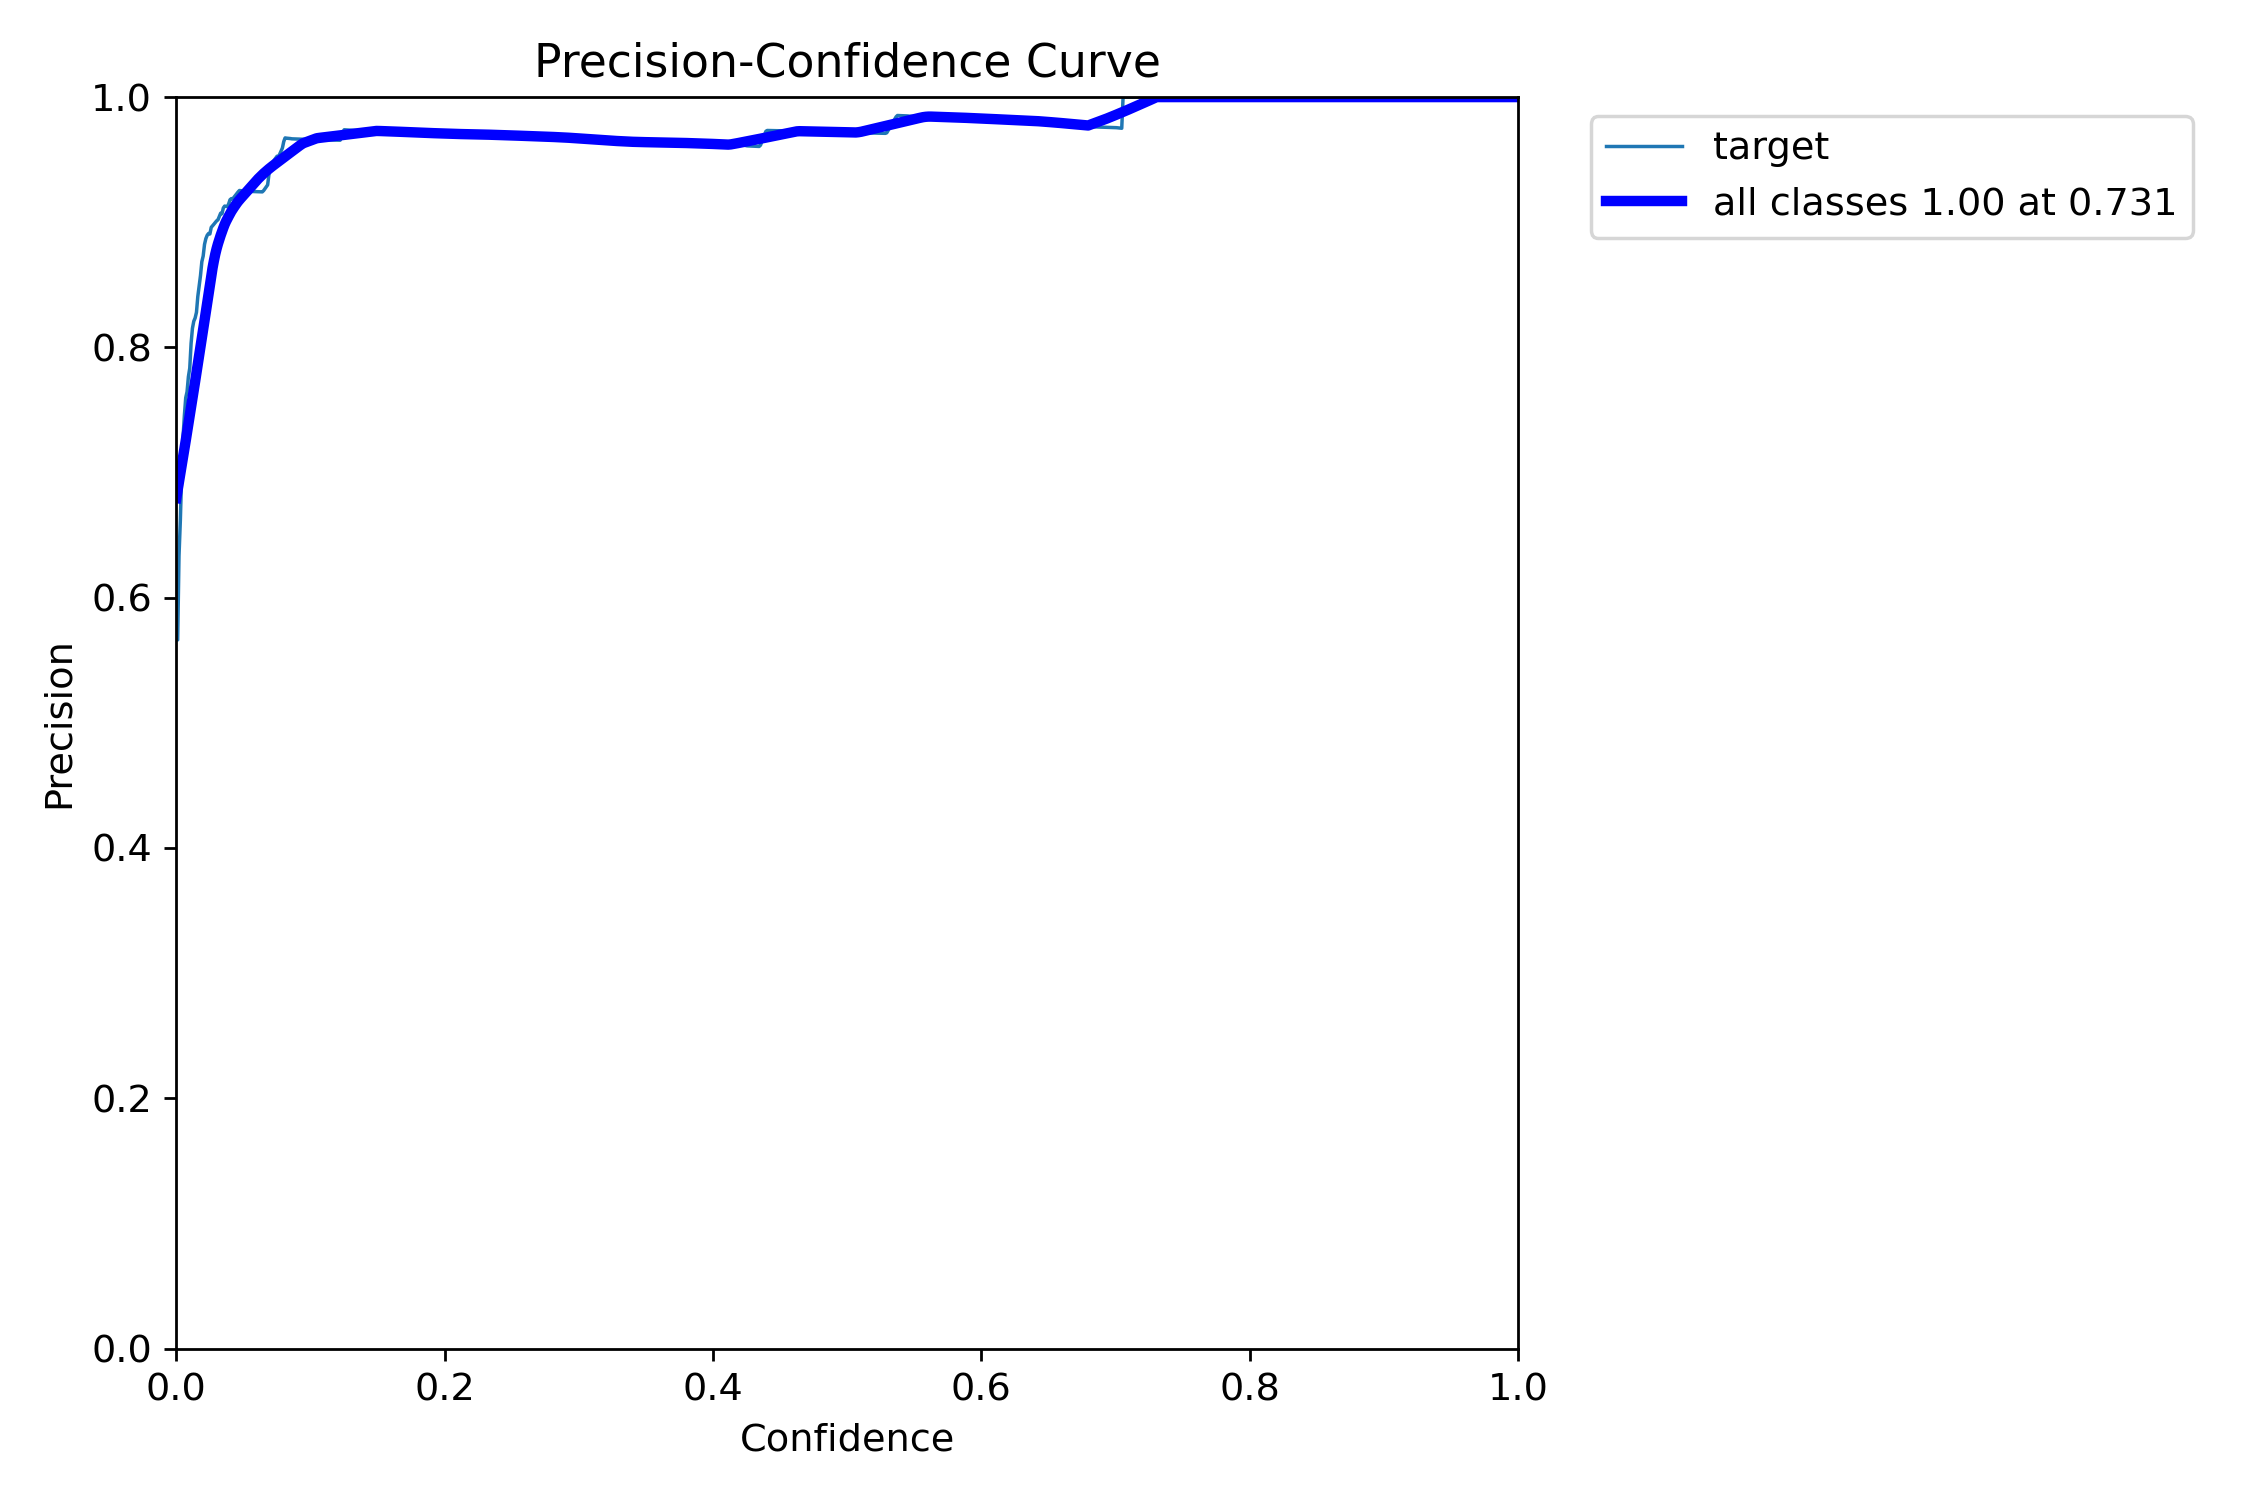 Precision-Confidence Curve
1.0
0.8
0.6
0.4
0.2
0.0
Precision
0.0 0.2 0.4 0.6 0.8 1.0
Confidence
target
all classes 1.00 at 0.731